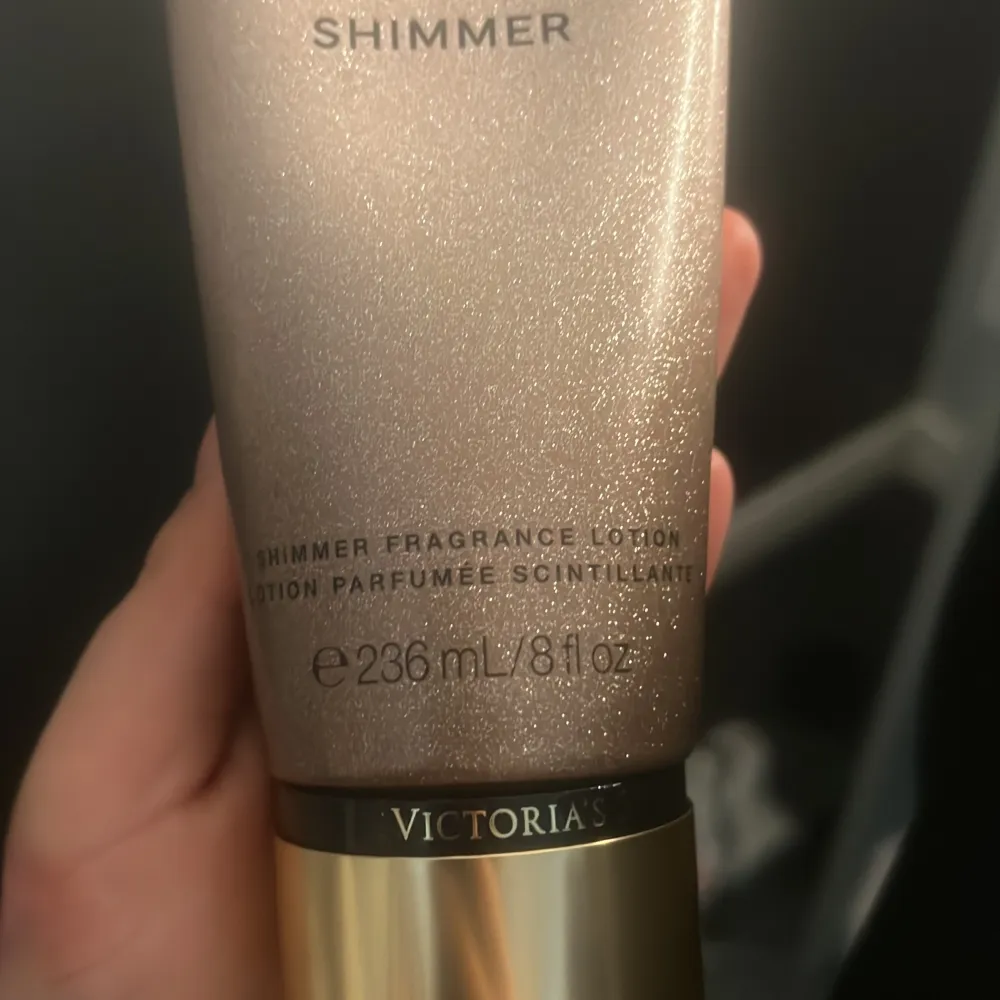 SHIMMER
SHIMMER FRAGRANCE LOTION
LOTION PARFUMÉE SCINTILLANTE
℮ 236 mL/8 fl oz
VICTORIA'S